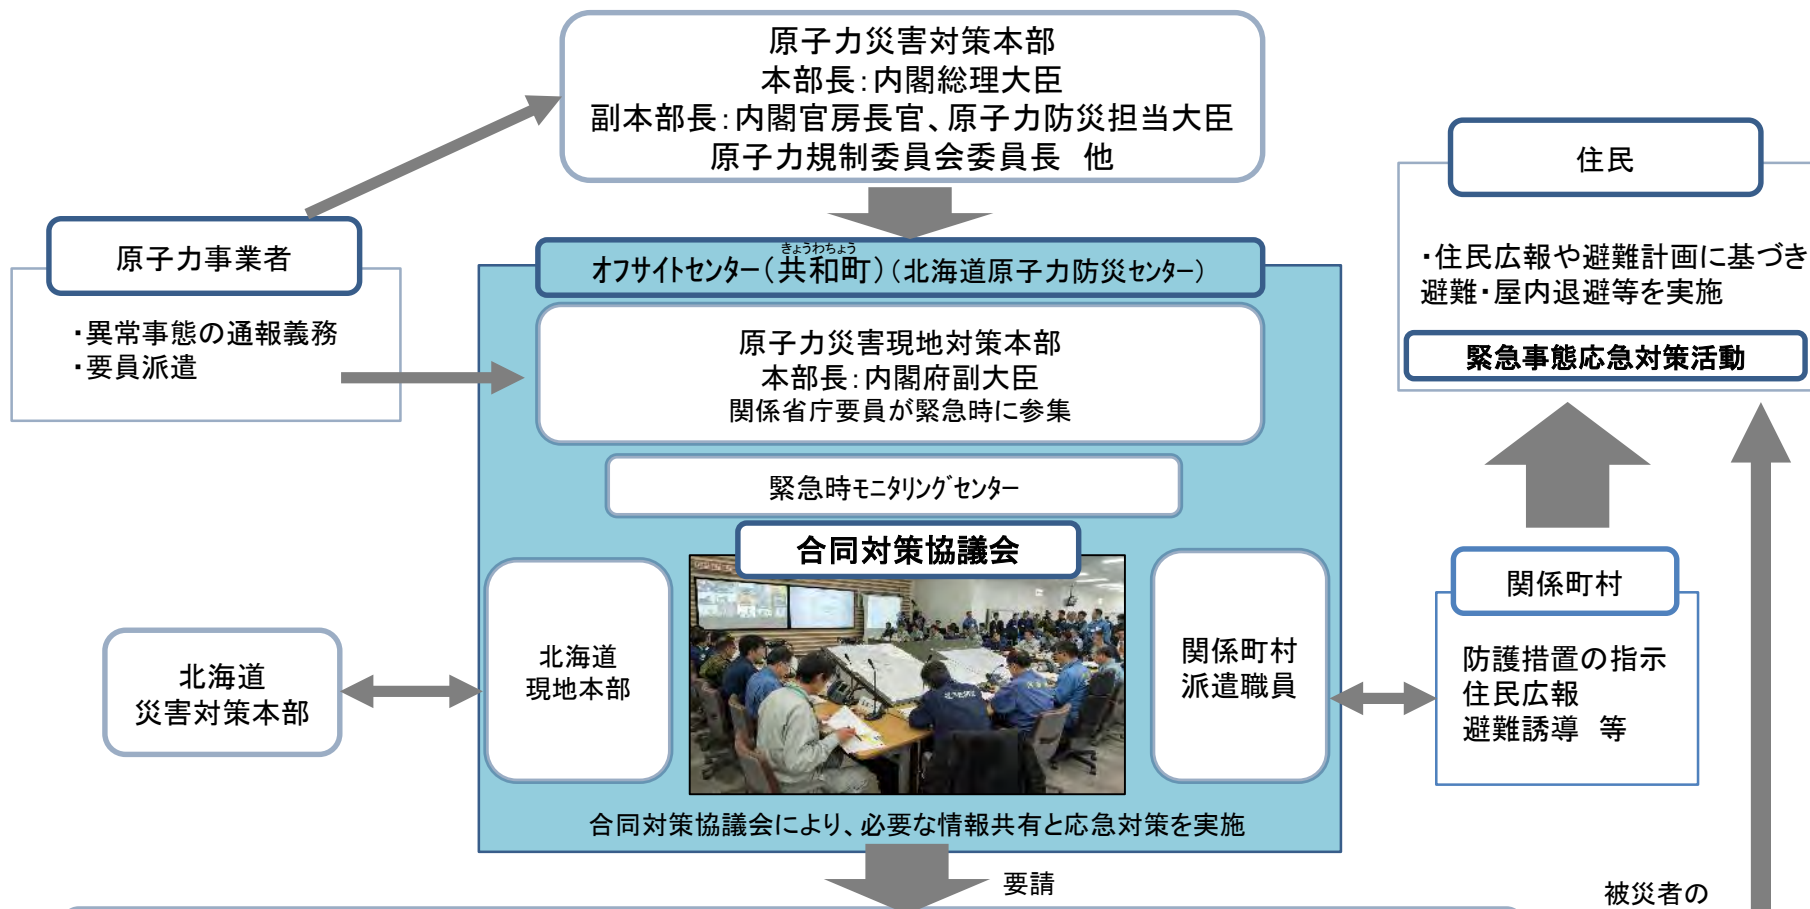 原子力災害対策本部
本部長：内閣総理大臣
副本部長：内閣官房長官、原子力防災担当大臣
原子力規制委員会委員長　他
住民
・住民広報や避難計画に基づき
避難・屋内退避等を実施
緊急事態応急対策活動
原子力事業者
・異常事態の通報義務
・要員派遣
きょうわちょう
オフサイトセンター（共和町）（北海道原子力防災センター）
原子力災害現地対策本部
本部長：内閣府副大臣
関係省庁要員が緊急時に参集
緊急時モニタリングセンター
合同対策協議会
北海道
災害対策本部
北海道
現地本部
関係町村
派遣職員
関係町村
防護措置の指示
住民広報
避難誘導　等
合同対策協議会により、必要な情報共有と応急対策を実施
要請
被災者の